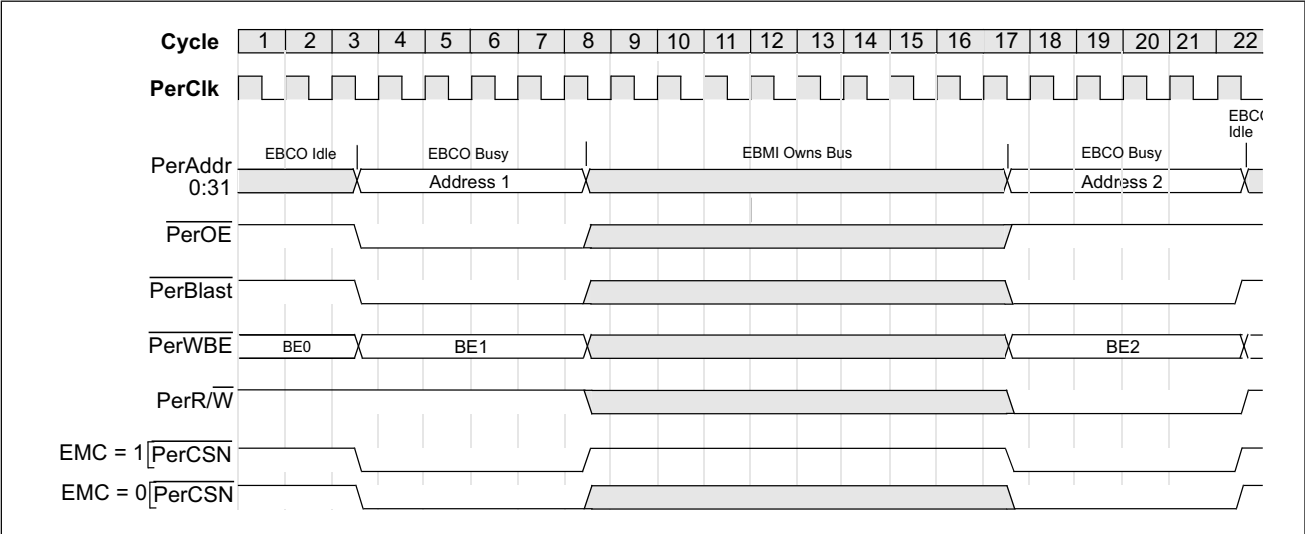 Cycle 1 2 3 4 5 6 7 8 9 10 11 12 13 14 15 16 17 18 19 20 21 22
PerClk
EBCO
Idle
EBCO Idle EBCO Busy EBMI Owns Bus EBCO Busy
PerAddr
0:31
Address 1 Address 2
PerOE
PerBlast
PerWBE BE0 BE1 BE2
PerR/W
EMC = 1 PerCSN
EMC = 0 PerCSN